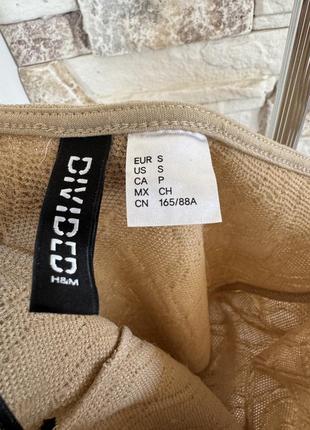 DIVIDED
H&M
EUR S
US S
CA P
MX CH
CN 165/88A